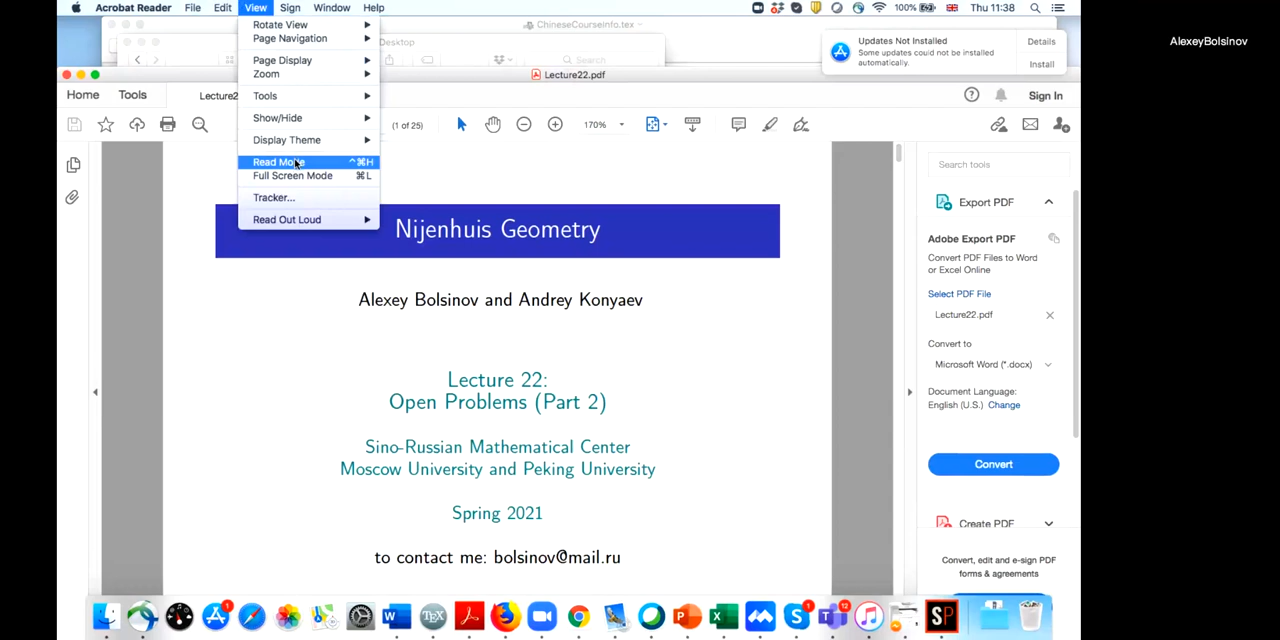 Acrobat Reader File Edit View Sign Window Help 100% Thu 11:38
ChineseCourseinfo.tex
Desktop
Search
Updates Not Installed
Some updates could not be installed automatically.
Details
Install
AlexeyBolsinov
Lecture22.pdf
Home Tools Lecture2 Sign In
(1 of 25) 170%
Rotate View
Page Navigation
Page Display
Zoom
Tools
Show/Hide
Display Theme
Read Mode ^⌘H
Full Screen Mode ⌘L
Tracker...
Read Out Loud
Nijenhuis Geometry
Alexey Bolsinov and Andrey Konyaev
Lecture 22:
Open Problems (Part 2)
Sino-Russian Mathematical Center
Moscow University and Peking University
Spring 2021
to contact me: bolsinov@mail.ru
Search tools
Export PDF
Adobe Export PDF
Convert PDF Files to Word
or Excel Online
Select PDF File
Lecture22.pdf
Convert to
Microsoft Word (*.docx)
Document Language:
English (U.S.) Change
Convert
Create PDF
Convert, edit and e-sign PDF
forms & agreements
1 W TEX P X S 1 12 SP